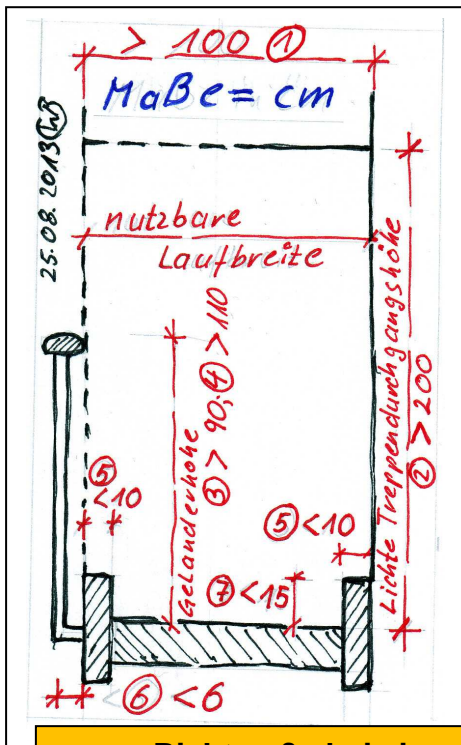 > 100 ①
Maße = cm
25.08.2013
nutzbare
Laufbreite
Lichte Treppendurchgangshöhe
② > 200
Geländerhöhe
③ > 90; ④ > 110
⑤
<10
⑤ <10
⑦ <15
<⑥ <6